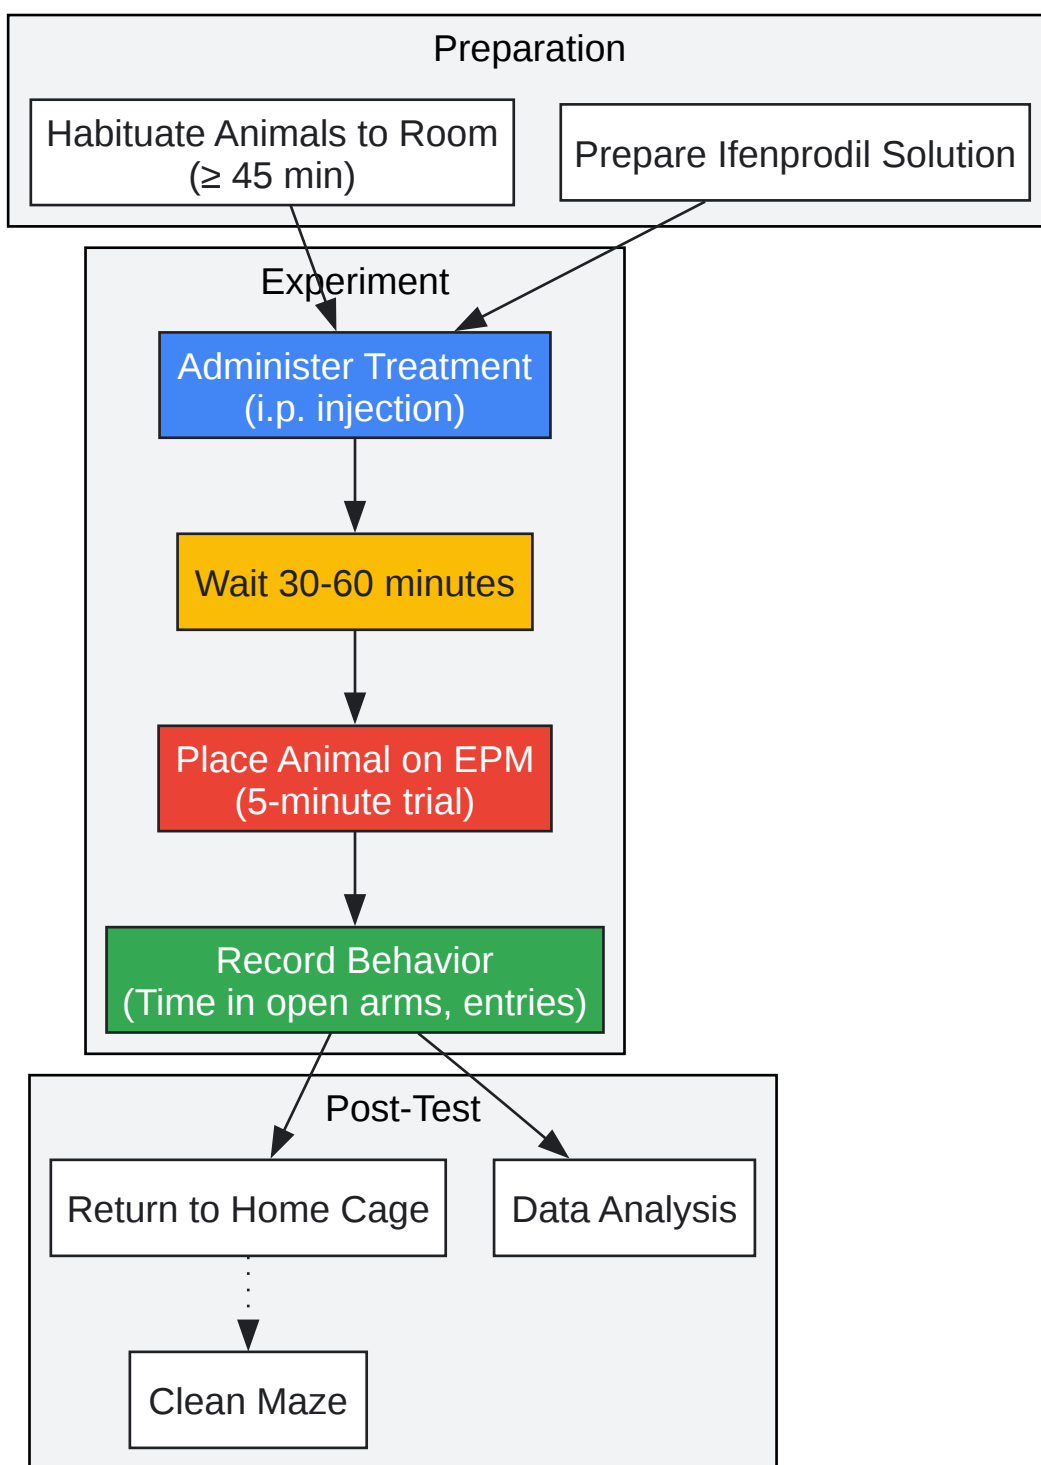 Preparation
Habituate Animals to Room
(≥ 45 min)
Prepare Ifenprodil Solution
Experiment
Administer Treatment
(i.p. injection)
Wait 30-60 minutes
Place Animal on EPM
(5-minute trial)
Record Behavior
(Time in open arms, entries)
Post-Test
Return to Home Cage
Data Analysis
Clean Maze